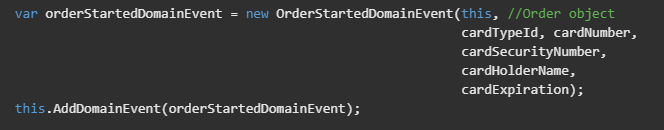 var orderStartedDomainEvent = new OrderStartedDomainEvent(this, //Order object
cardTypeId, cardNumber,
cardSecurityNumber,
cardHolderName,
cardExpiration);
this.AddDomainEvent(orderStartedDomainEvent);